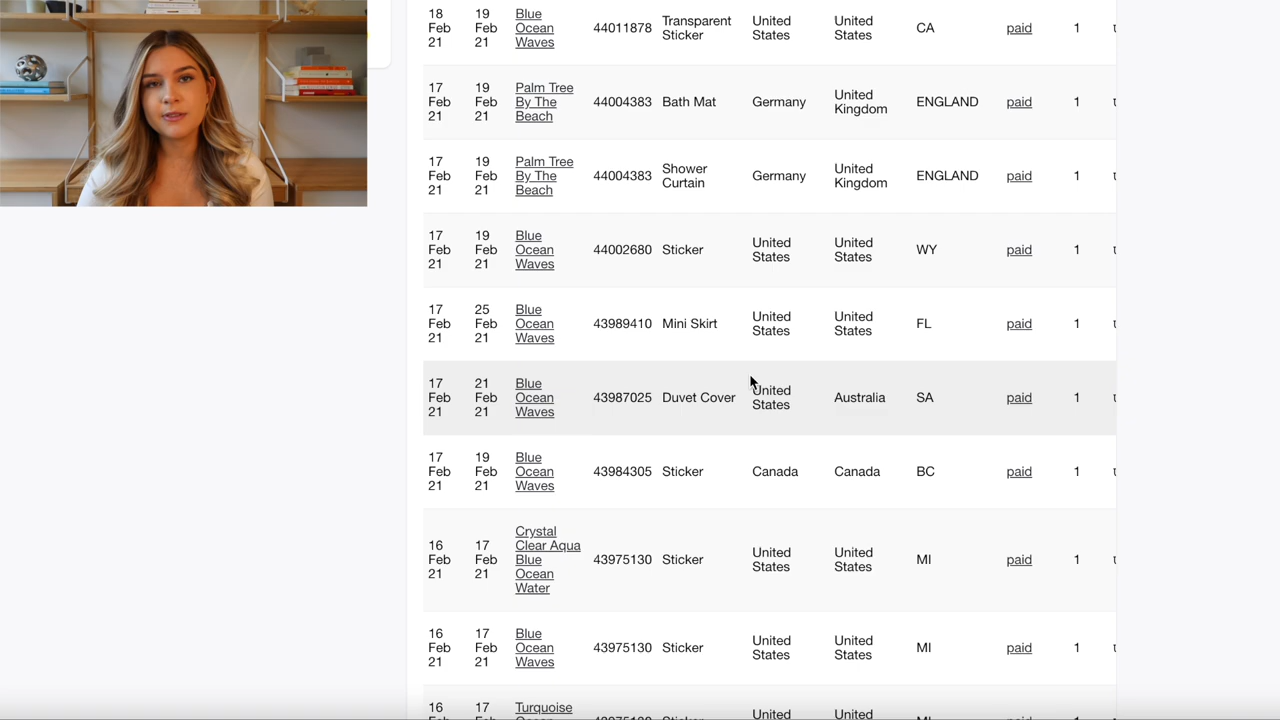 18 Feb 21 19 Feb 21 Blue Ocean Waves 44011878 Transparent Sticker United States United States CA paid 1
17 Feb 21 19 Feb 21 Palm Tree By The Beach 44004383 Bath Mat Germany United Kingdom ENGLAND paid 1
17 Feb 21 19 Feb 21 Palm Tree By The Beach 44004383 Shower Curtain Germany United Kingdom ENGLAND paid 1
17 Feb 21 19 Feb 21 Blue Ocean Waves 44002680 Sticker United States United States WY paid 1
17 Feb 21 25 Feb 21 Blue Ocean Waves 43989410 Mini Skirt United States United States FL paid 1
17 Feb 21 21 Feb 21 Blue Ocean Waves 43987025 Duvet Cover United States Australia SA paid 1
17 Feb 21 19 Feb 21 Blue Ocean Waves 43984305 Sticker Canada Canada BC paid 1
16 Feb 21 17 Feb 21 Crystal Clear Aqua Blue Ocean Water 43975130 Sticker United States United States MI paid 1
16 Feb 21 17 Feb 21 Blue Ocean Waves 43975130 Sticker United States United States MI paid 1
16 17 Turquoise United United